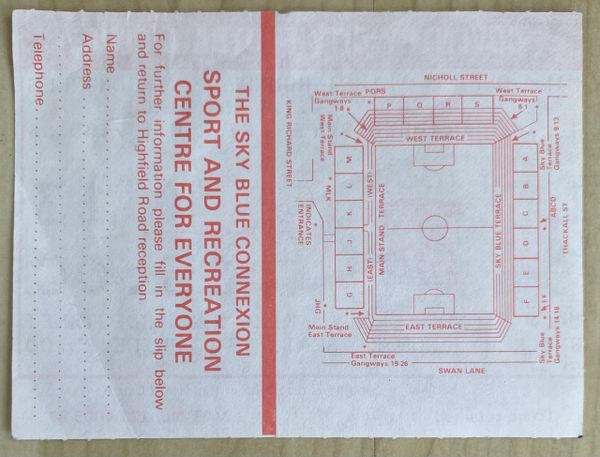 NICHOLL STREET
West Terrace
Gangways
1-8
PQRS
West Terrace
Gangways
8-1
P Q R S
WEST TERRACE
Main Stand
West Terrace
MLK
KING RICHARD STREET
INDICATES
ENTRANCE
JHG
Main Stand
East Terrace
M L K J H G
(WEST)
(EAST)
MAIN STAND TERRACE
SKY BLUE TERRACE
A B C D E F
Sky Blue
Terrace
Gangways 9-13
ABCD
THACKALL ST
EF
Sky Blue
Terrace
Gangways 14-18
EAST TERRACE
East Terrace
Gangways 19-26
SWAN LANE
THE SKY BLUE CONNEXION
SPORT AND RECREATION
CENTRE FOR EVERYONE
For further information please fill in the slip below
and return to Highfield Road reception
Name
Address
Telephone